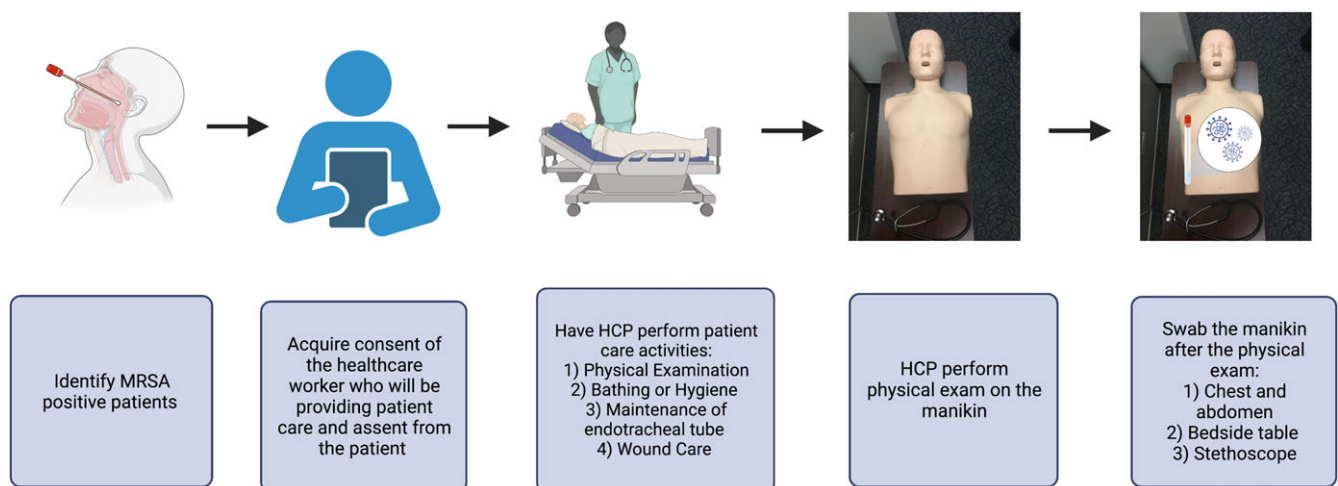 Identify MRSA
positive patients
Acquire consent of
the healthcare
worker who will be
providing patient
care and assent from
the patient
Have HCP perform patient
care activities:
1) Physical Examination
2) Bathing or Hygiene
3) Maintenance of
endotracheal tube
4) Wound Care
HCP perform
physical exam on the
manikin
Swab the manikin
after the physical
exam:
1) Chest and
abdomen
2) Bedside table
3) Stethoscope